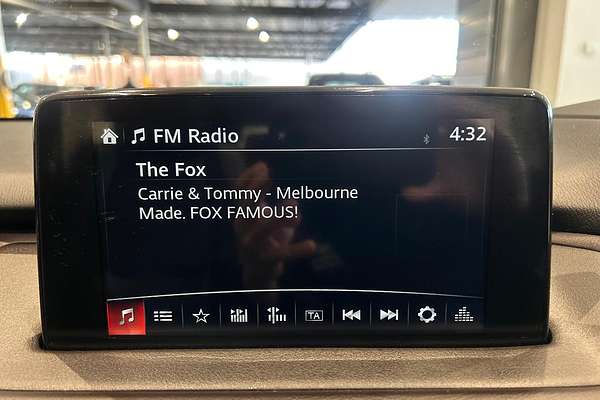 FM Radio
4:32
The Fox
Carrie & Tommy - Melbourne
Made. FOX FAMOUS!
TA